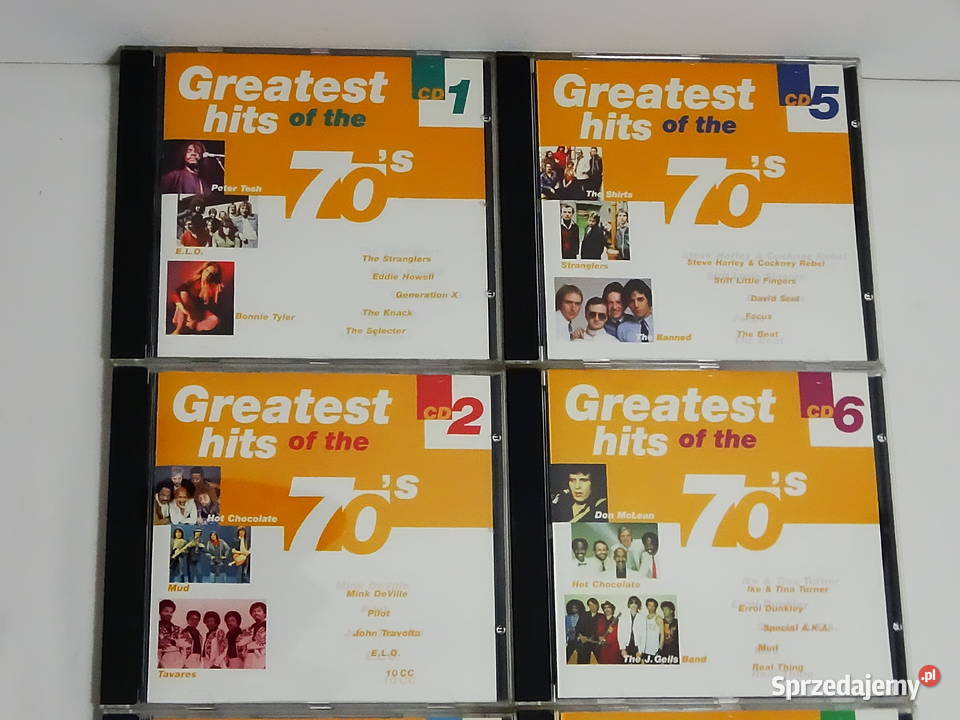 Greatest
hits of the
CD 1
70's
Peter Tosh
E.L.O.
Bonnie Tyler
The Stranglers
Eddie Howell
Generation X
The Knack
The Selecter
Greatest
hits of the
CD 5
70's
The Shirts
Stranglers
The Banned
Steve Harley & Cockney Rebel
Stiff Little Fingers
David Soul
Focus
The Beat
Greatest
hits of the
CD 2
70's
Hot Chocolate
Mud
Tavares
Mink DeVille
Pilot
John Travolta
E.L.O.
10CC
Greatest
hits of the
CD 6
70's
Don McLean
Hot Chocolate
The J. Geils Band
Ike & Tina Turner
Errol Dunkley
Special A.K.A.
Mud
Real Thing
Sprzedajemy.pl